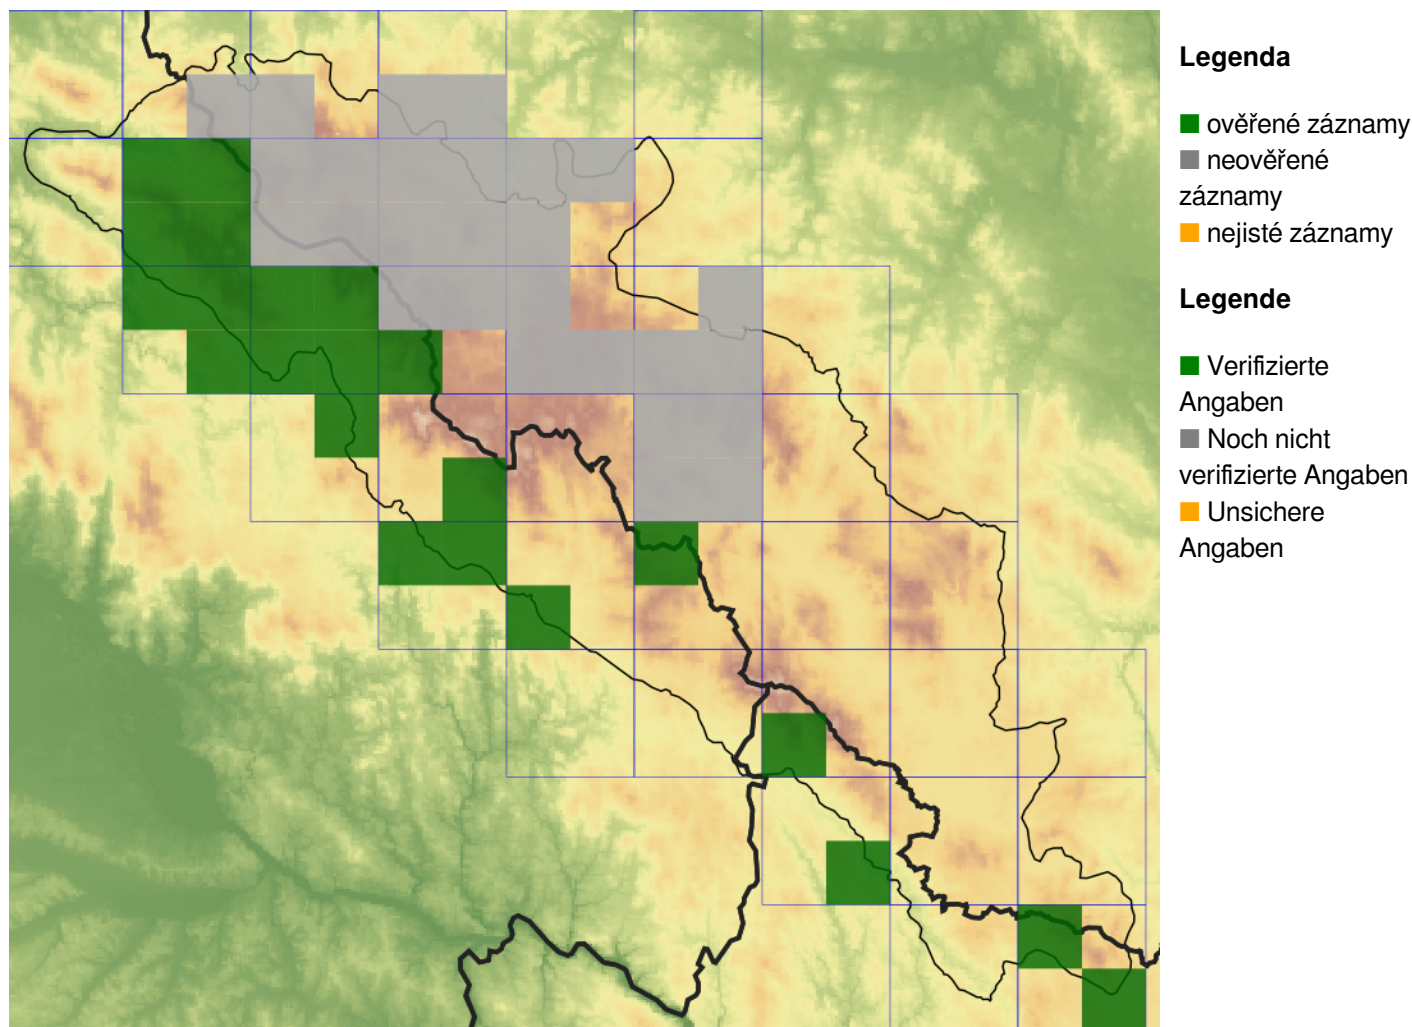 Legenda
ověřené záznamy
neověřené
záznamy
nejisté záznamy
Legende
Verifizierte
Angaben
Noch nicht
verifizierte Angaben
Unsichere
Angaben